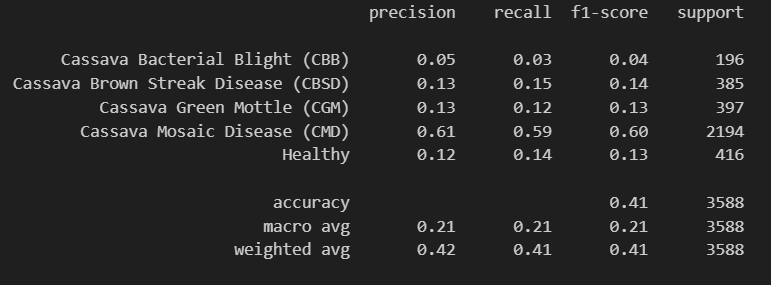 precision recall f1-score support
Cassava Bacterial Blight (CBB) 0.05 0.03 0.04 196
Cassava Brown Streak Disease (CBSD) 0.13 0.15 0.14 385
Cassava Green Mottle (CGM) 0.13 0.12 0.13 397
Cassava Mosaic Disease (CMD) 0.61 0.59 0.60 2194
Healthy 0.12 0.14 0.13 416
accuracy 0.41 3588
macro avg 0.21 0.21 0.21 3588
weighted avg 0.42 0.41 0.41 3588